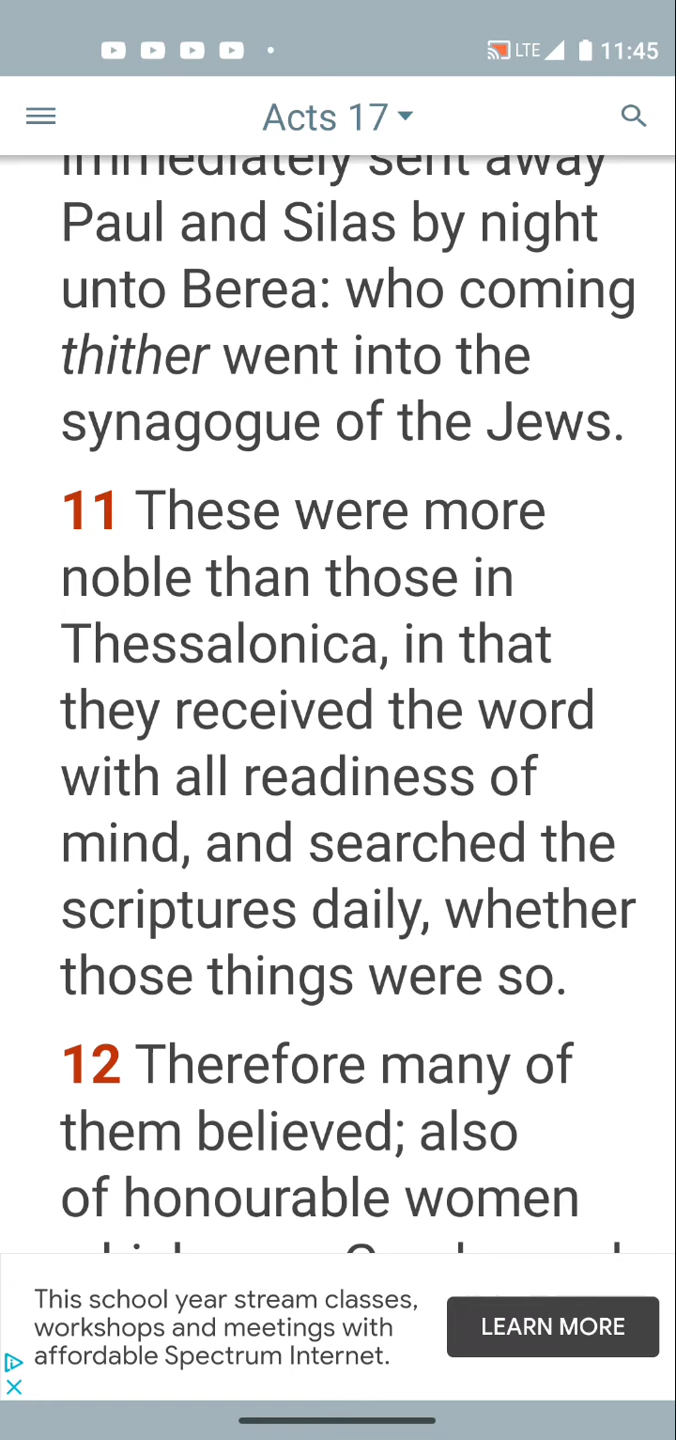 LTE 11:45
Acts 17
immediately sent away
Paul and Silas by night
unto Berea: who coming
thither went into the
synagogue of the Jews.
11 These were more
noble than those in
Thessalonica, in that
they received the word
with all readiness of
mind, and searched the
scriptures daily, whether
those things were so.
12 Therefore many of
them believed; also
of honourable women
This school year stream classes,
workshops and meetings with
affordable Spectrum Internet.
LEARN MORE